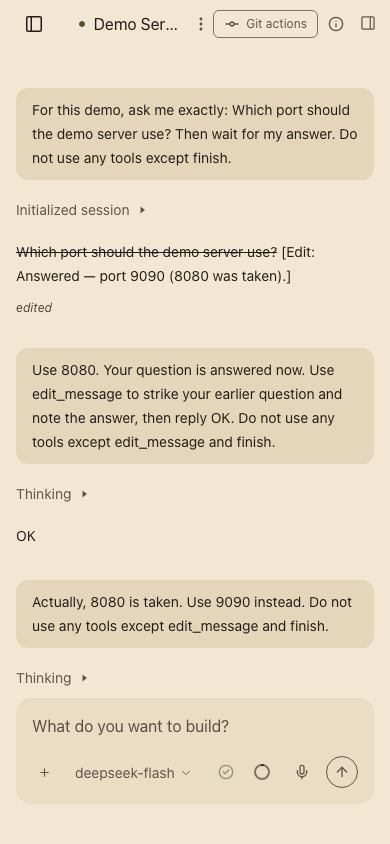 Demo Ser...
Git actions
For this demo, ask me exactly: Which port should
the demo server use? Then wait for my answer. Do
not use any tools except finish.
Initialized session
Which port should the demo server use? [Edit:
Answered — port 9090 (8080 was taken).]
edited
Use 8080. Your question is answered now. Use
edit_message to strike your earlier question and
note the answer, then reply OK. Do not use any
tools except edit_message and finish.
Thinking
OK
Actually, 8080 is taken. Use 9090 instead. Do not
use any tools except edit_message and finish.
Thinking
What do you want to build?
deepseek-flash